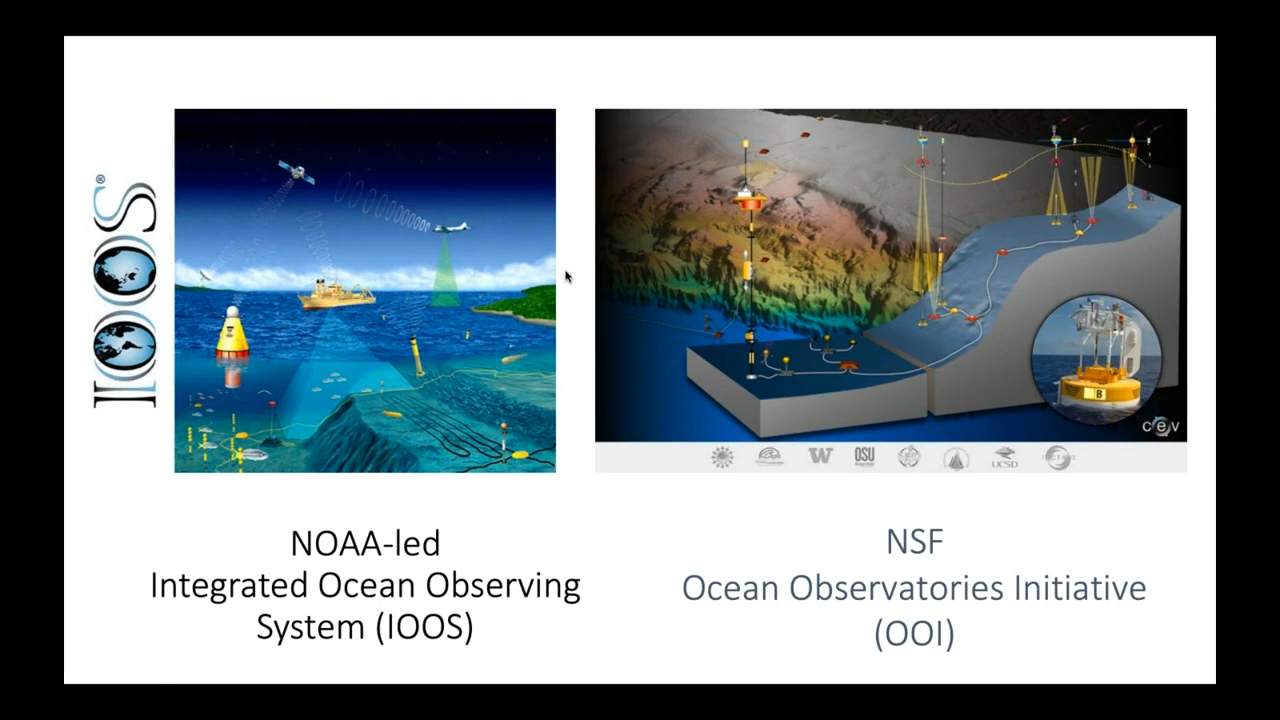 IOOS®
B
cev
W
OSU
UCSD
NOAA-led
Integrated Ocean Observing
System (IOOS)
NSF
Ocean Observatories Initiative
(OOI)